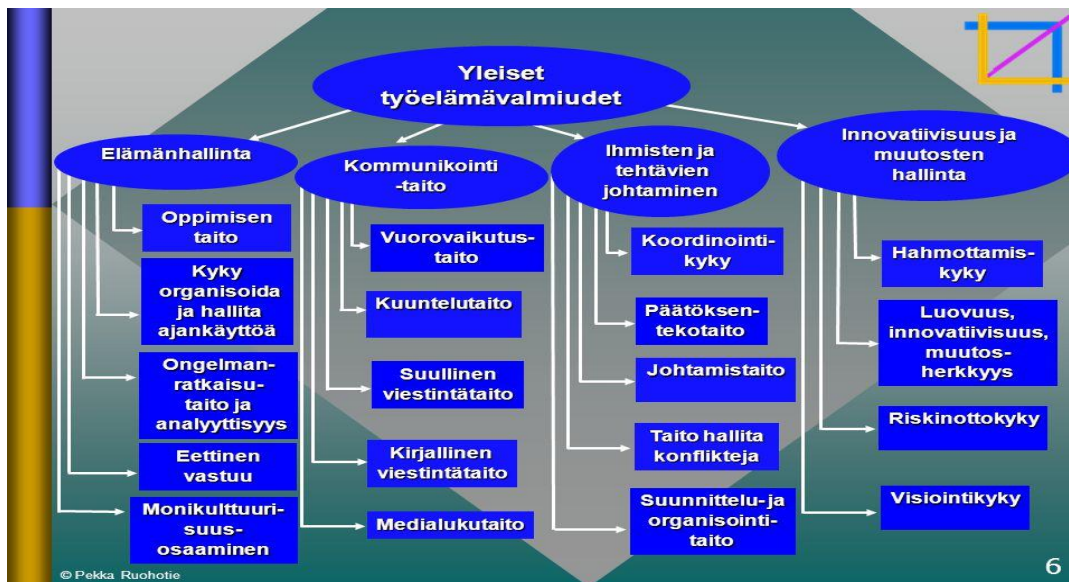 Yleiset
työelämävalmiudet
Elämänhallinta
Oppimisen
taito
Kyky
organisoida
ja hallita
ajankäyttöä
Ongelman-
ratkaisu-
taito ja
analyyttisyys
Eettinen
vastuu
Monikulttuuri-
suus-
osaaminen
Kommunikointi
-taito
Vuorovaikutus-
taito
Kuuntelutaito
Suullinen
viestintätaito
Kirjallinen
viestintätaito
Medialukutaito
Ihmisten ja
tehtävien
johtaminen
Koordinointi-
kyky
Päätöksen-
tekotaito
Johtamistaito
Taito hallita
konflikteja
Suunnittelu-ja
organisointi-
taito
Innovatiivisuus ja
muutosten
hallinta
Hahmottamis-
kyky
Luovuus,
innovatiivisuus,
muutos-
herkkyys
Riskinottokyky
Visiointikyky
© Pekka Ruohotie
6